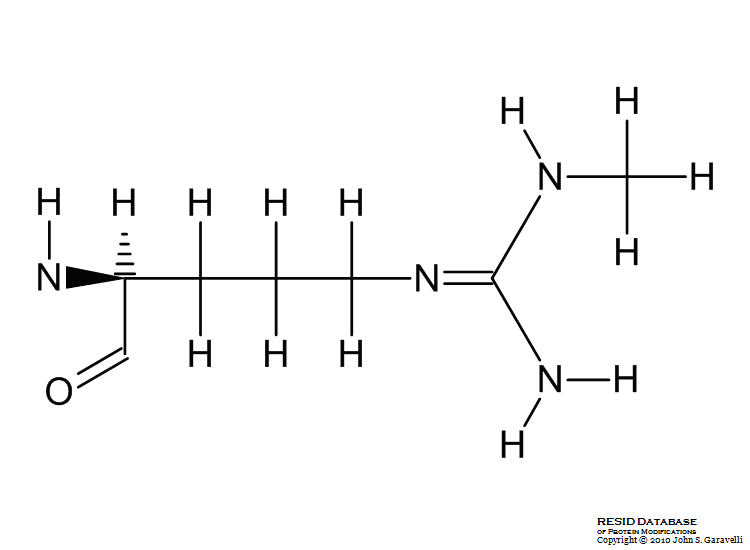 H H
H H H H H N H
H
N N
O H H H N H
H
RESID DATABASE
OF PROTEIN MODIFICATIONS
Copyright © 2010 John S. Garavelli